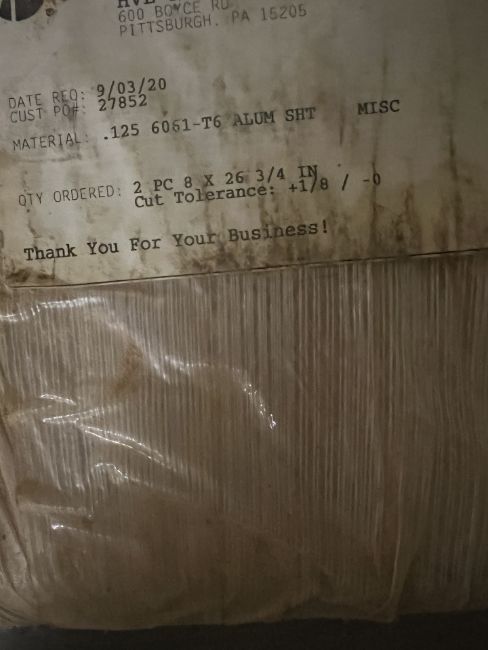 600 BOYCE RD
PITTSBURGH, PA 15205
DATE REQ: 9/03/20
CUST PO#: 27852
MATERIAL: .125 6061-T6 ALUM SHT MISC
QTY ORDERED: 2 PC 8 X 26 3/4 IN
Cut Tolerance: +1/8 / -0
Thank You For Your Business!